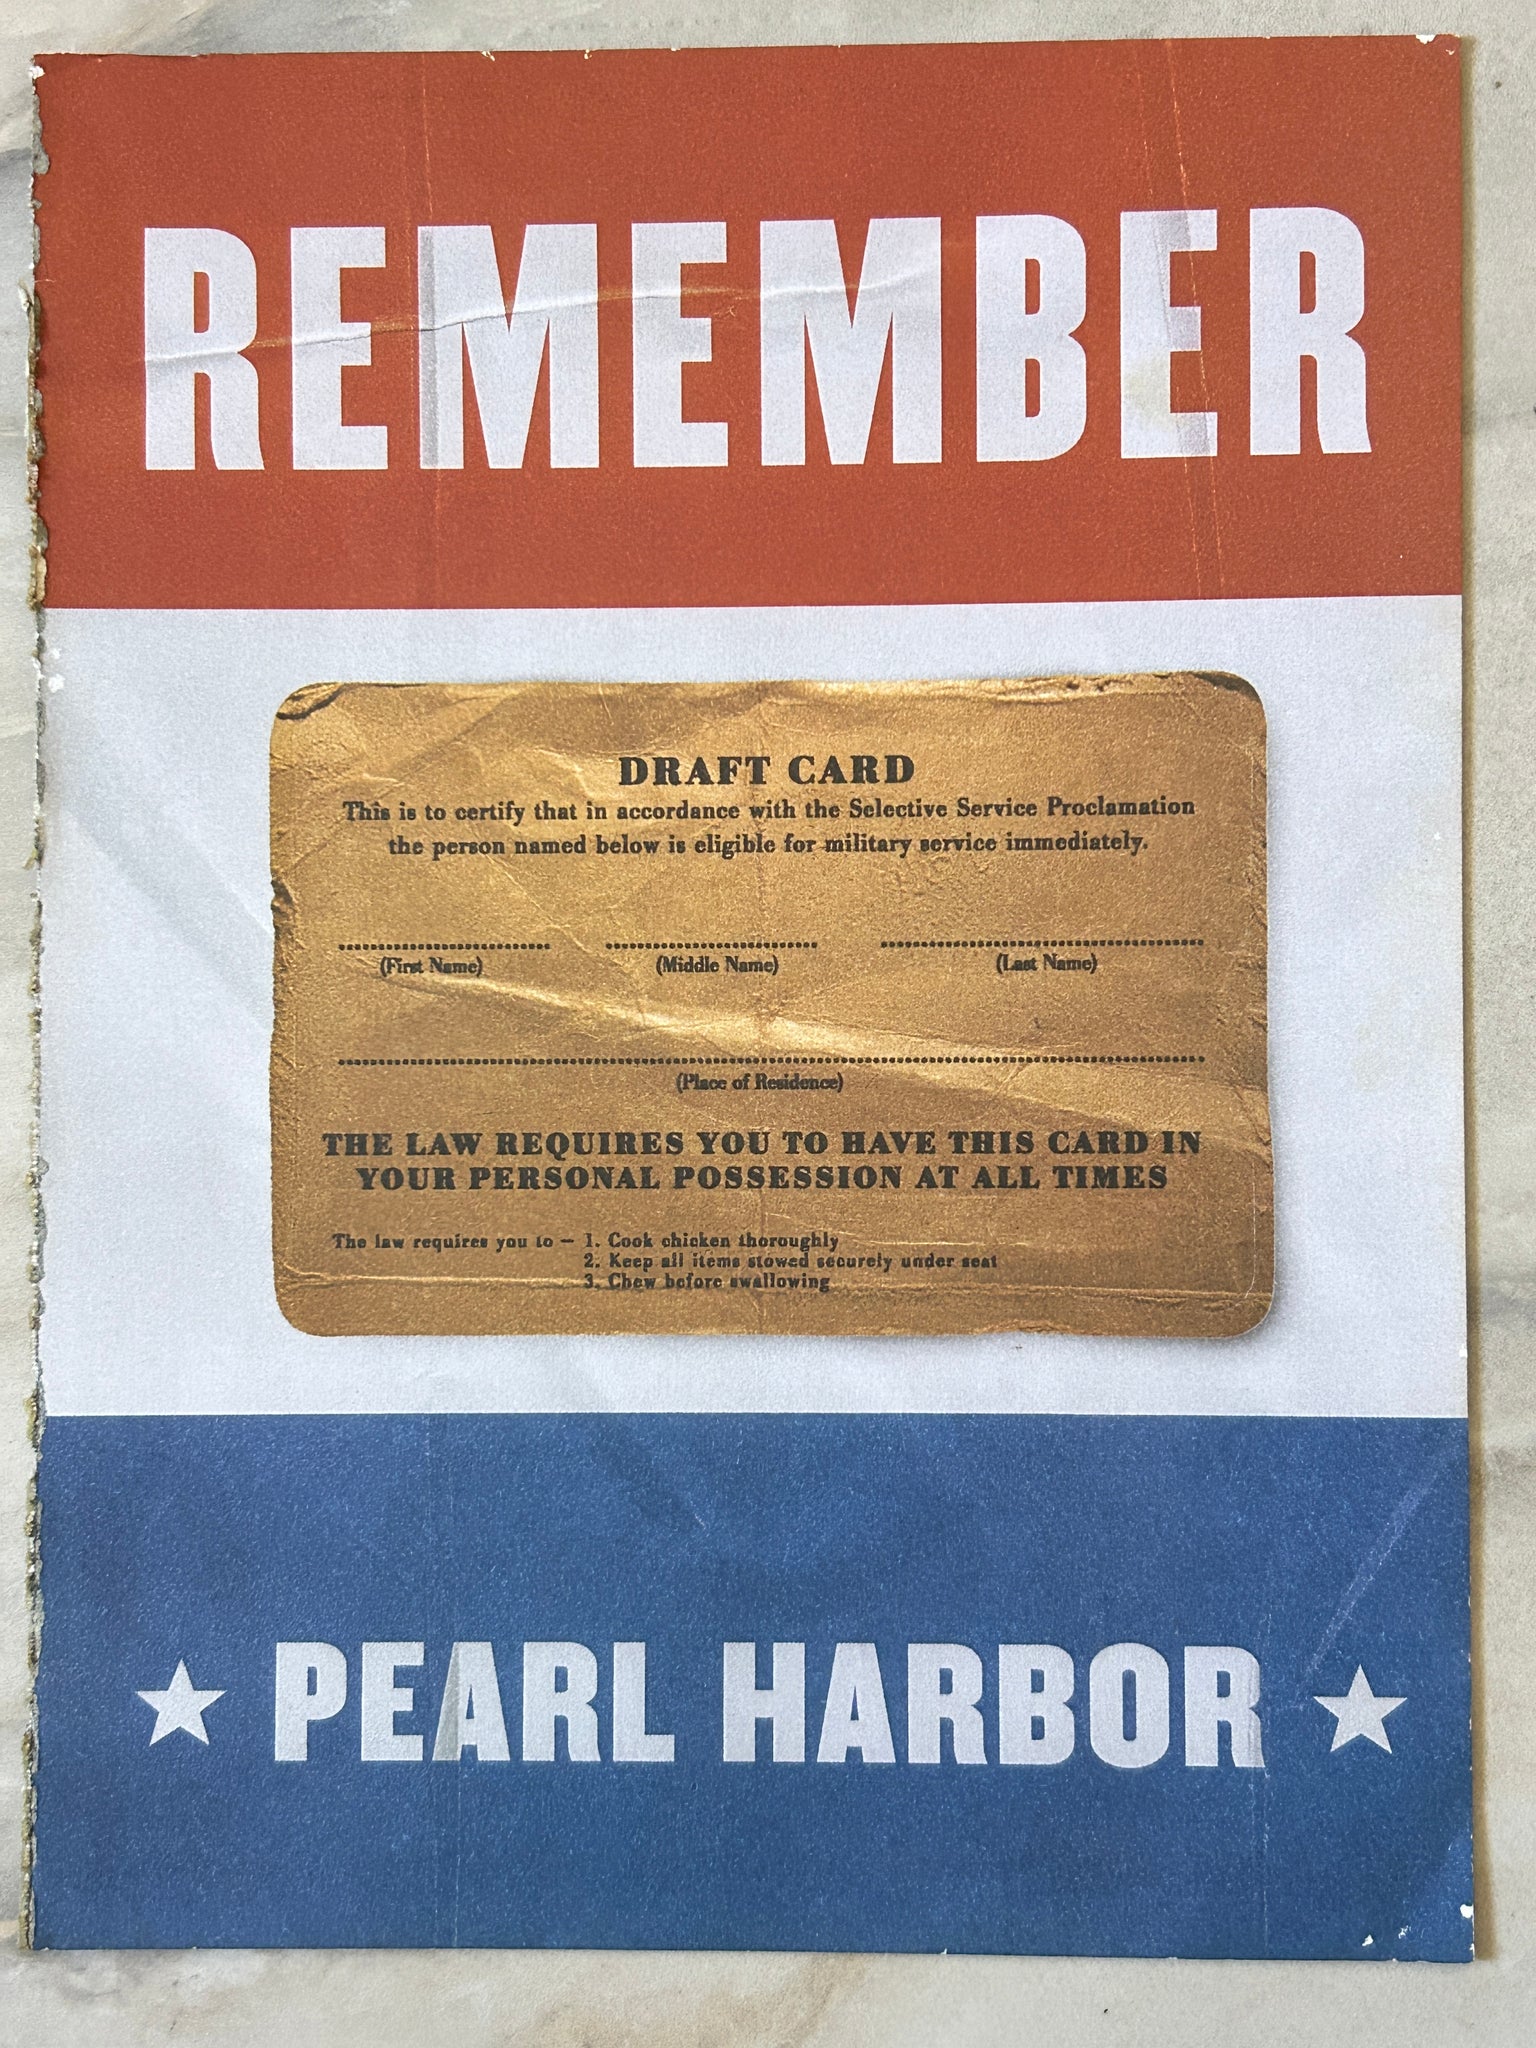 REMEMBER
DRAFT CARD
This is to certify that in accordance with the Selective Service Proclamation
the person named below is eligible for military service immediately.
(First Name) (Middle Name) (Last Name)
(Place of Residence)
THE LAW REQUIRES YOU TO HAVE THIS CARD IN
YOUR PERSONAL POSSESSION AT ALL TIMES
The law requires you to — 1. Cook chicken thoroughly
2. Keep all items stowed securely under seat
3. Chew before swallowing
★ PEARL HARBOR ★